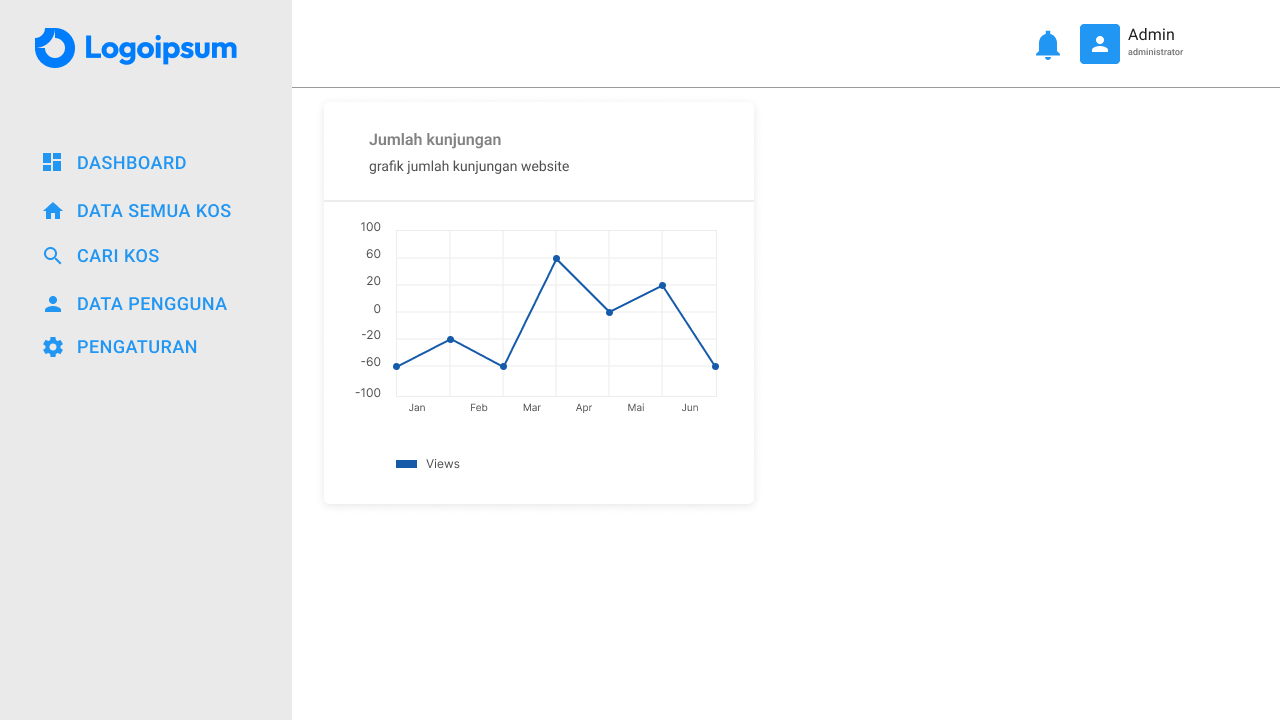 Logoipsum
Admin
administrator
DASHBOARD
DATA SEMUA KOS
CARI KOS
DATA PENGGUNA
PENGATURAN
Jumlah kunjungan
grafik jumlah kunjungan website
100
60
20
0
-20
-60
-100
Jan Feb Mar Apr Mai Jun
Views